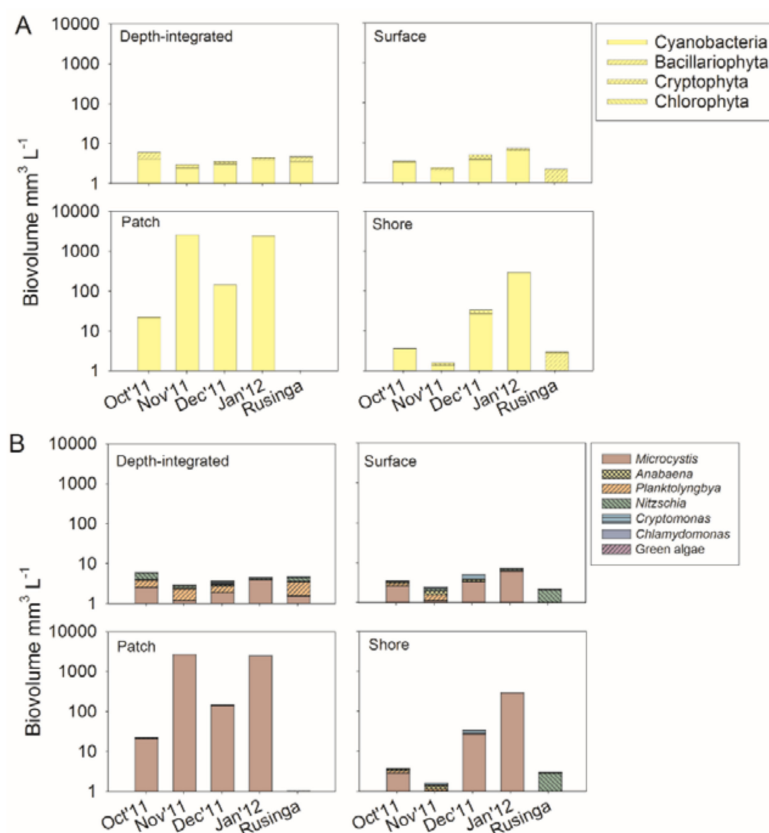 A
Depth-integrated
Surface
Cyanobacteria
Bacillariophyta
Cryptophyta
Chlorophyta
10000
1000
100
10
1
Patch
Shore
10000
1000
100
10
1
Biovolume mm³ L⁻¹
Oct'11
Nov'11
Dec'11
Jan'12
Rusinga
Oct'11
Nov'11
Dec'11
Jan'12
Rusinga
B
Depth-integrated
Surface
Microcystis
Anabaena
Planktolyngbya
Nitzschia
Cryptomonas
Chlamydomonas
Green algae
10000
1000
100
10
1
Patch
Shore
10000
1000
100
10
1
Biovolume mm³ L⁻¹
Oct'11
Nov'11
Dec'11
Jan'12
Rusinga
Oct'11
Nov'11
Dec'11
Jan'12
Rusinga